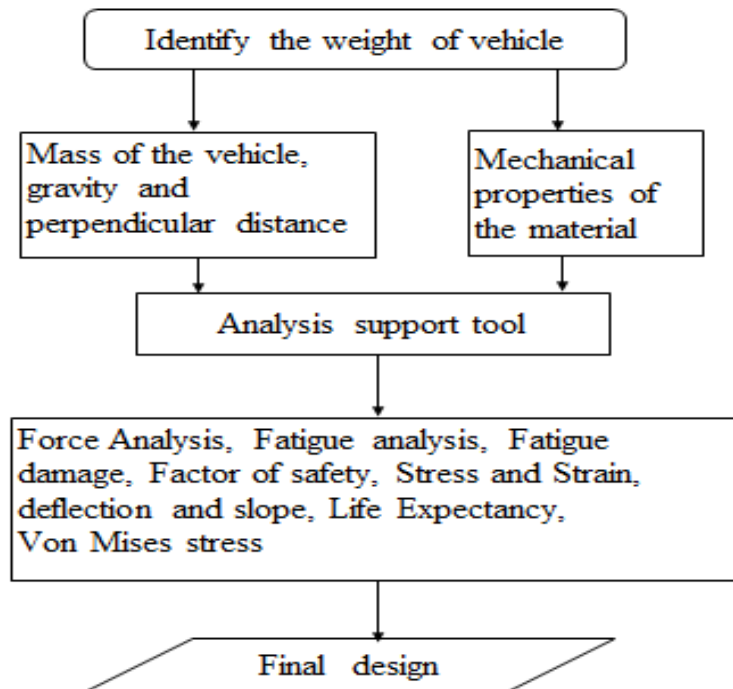 Identify the weight of vehicle
Mass of the vehicle,
gravity and
perpendicular distance
Mechanical
properties of
the material
Analysis support tool
Force Analysis, Fatigue analysis, Fatigue
damage, Factor of safety, Stress and Strain,
deflection and slope, Life Expectancy,
Von Mises stress
Final design